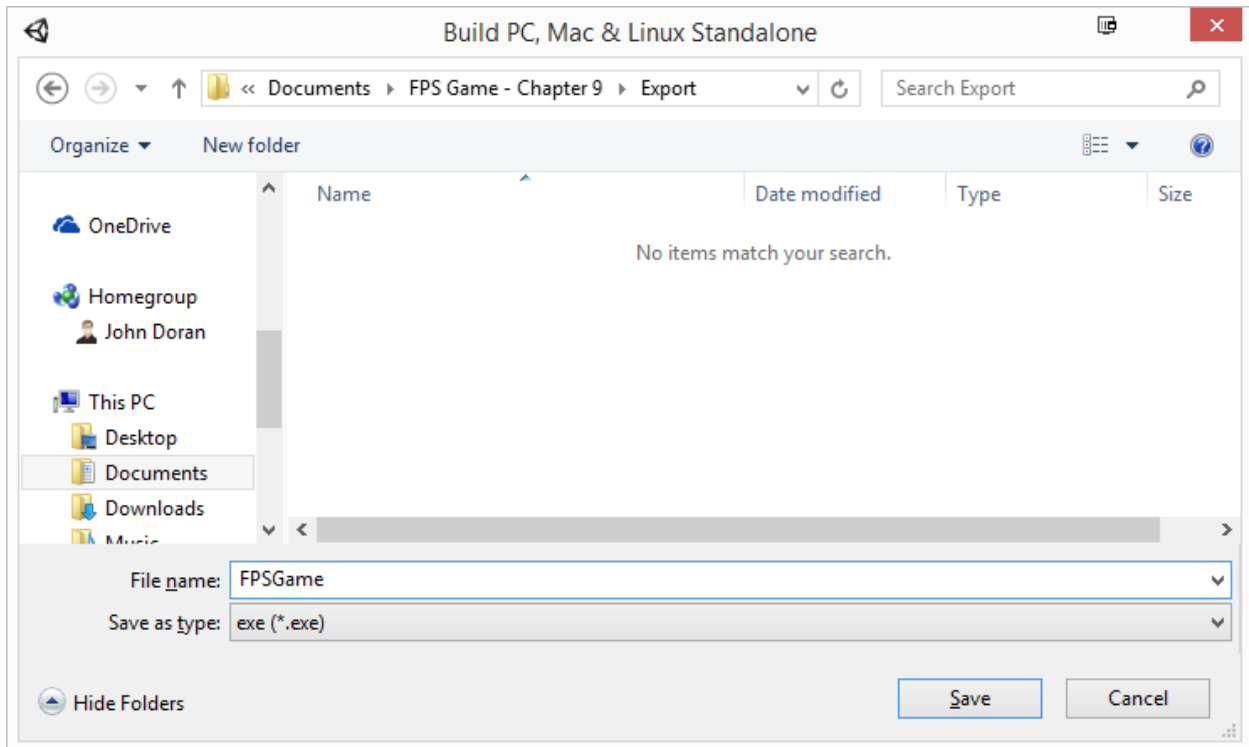 Build PC, Mac & Linux Standalone
« Documents FPS Game - Chapter 9 Export
Search Export
Organize New folder
Name Date modified Type Size
No items match your search.
OneDrive
Homegroup
John Doran
This PC
Desktop
Documents
Downloads
Music
File name: FPSGame
Save as type: exe (*.exe)
Hide Folders
Save
Cancel